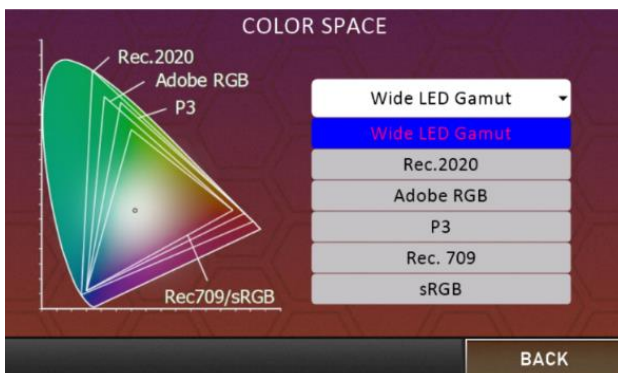 COLOR SPACE
Rec.2020
Adobe RGB
P3
Rec709/sRGB
Wide LED Gamut
Wide LED Gamut
Rec.2020
Adobe RGB
P3
Rec. 709
sRGB
BACK